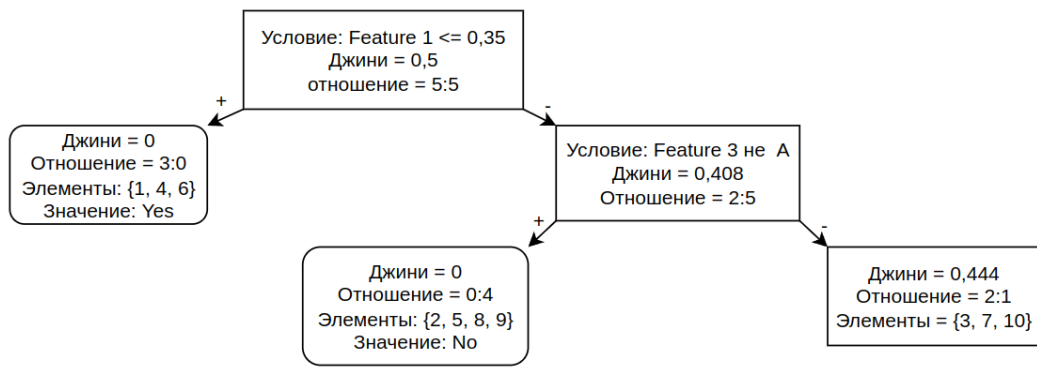 Условие: Feature 1 <= 0,35
Джини = 0,5
отношение = 5:5
+
-
Джини = 0
Отношение = 3:0
Элементы: {1, 4, 6}
Значение: Yes
Условие: Feature 3 не  A
Джини = 0,408
Отношение = 2:5
+
-
Джини = 0
Отношение = 0:4
Элементы: {2, 5, 8, 9}
Значение: No
Джини = 0,444
Отношение = 2:1
Элементы = {3, 7, 10}